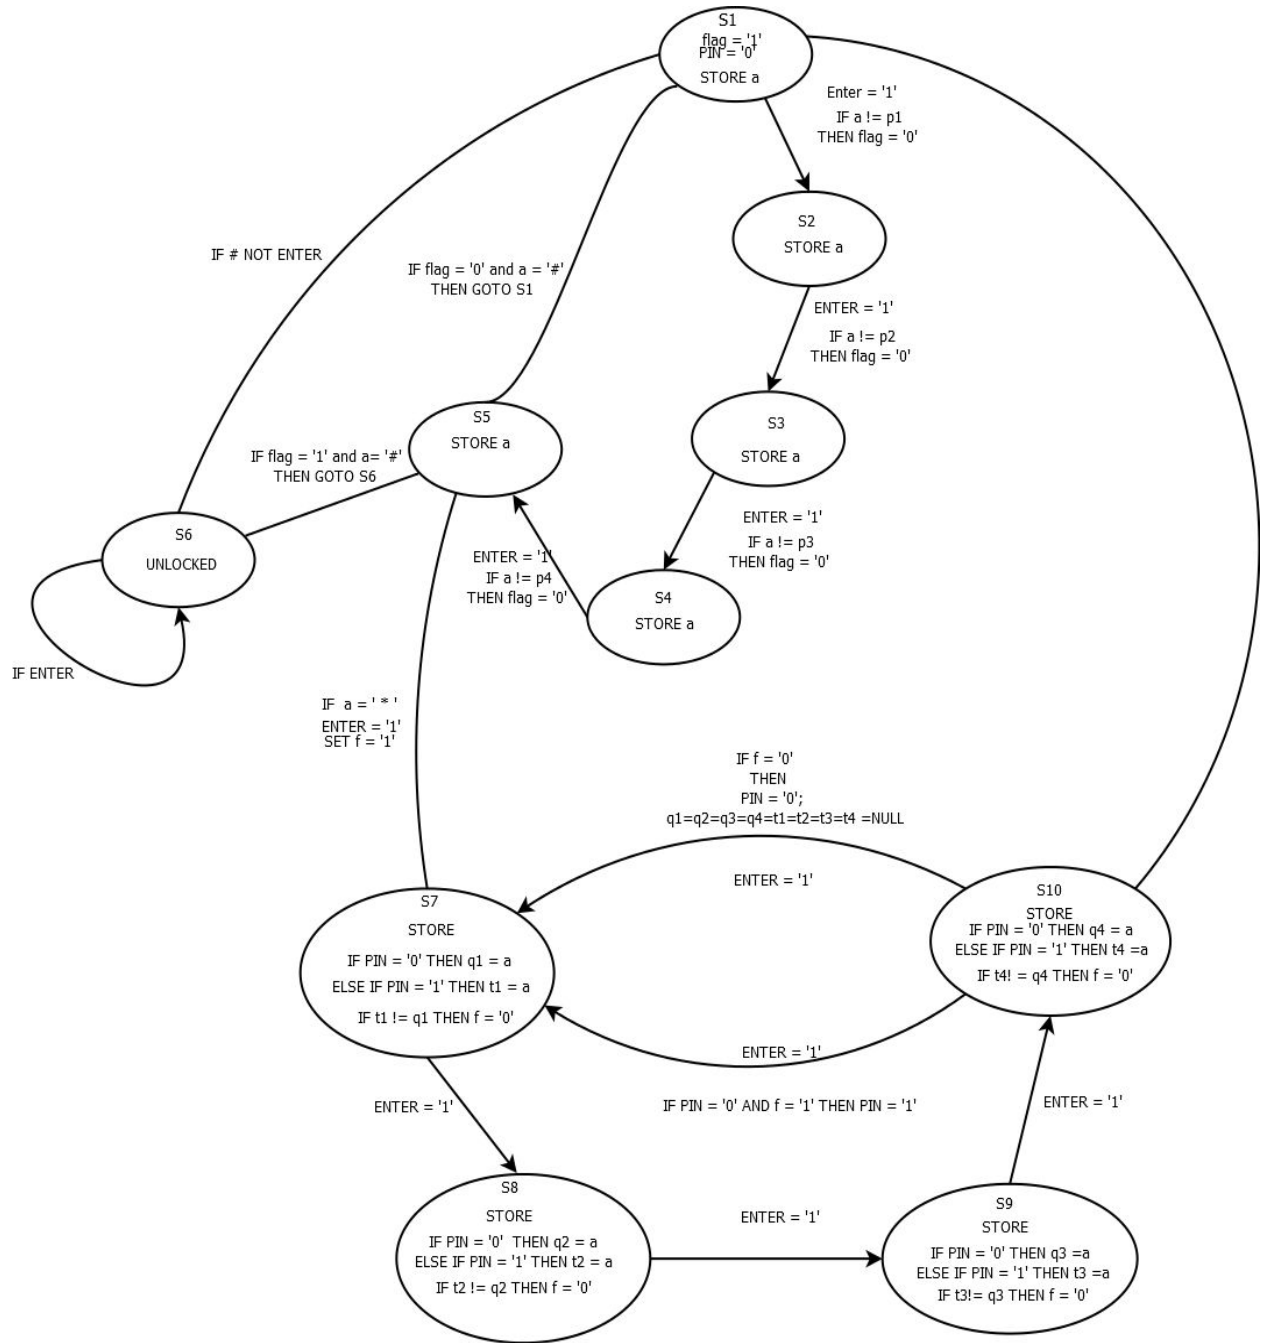 S1
flag = '1'
PIN = '0'
STORE a
Enter = '1'
IF a != p1
THEN flag = '0'
S2
STORE a
ENTER = '1'
IF a != p2
THEN flag = '0'
IF # NOT ENTER
IF flag = '0' and a = '#'
THEN GOTO S1
S3
STORE a
S5
STORE a
IF flag = '1' and a= '#'
THEN GOTO S6
ENTER = '1'
IF a != p3
THEN flag = '0'
S6
UNLOCKED
ENTER = '1'
IF a != p4
THEN flag = '0'
S4
STORE a
IF ENTER
IF a = ' * '
ENTER = '1'
SET f = '1'
IF f = '0'
THEN
PIN = '0';
q1=q2=q3=q4=t1=t2=t3=t4 =NULL
ENTER = '1'
S7
STORE
IF PIN = '0' THEN q1 = a
ELSE IF PIN = '1' THEN t1 = a
IF t1 != q1 THEN f = '0'
S10
STORE
IF PIN = '0' THEN q4 = a
ELSE IF PIN = '1' THEN t4 =a
IF t4! = q4 THEN f = '0'
ENTER = '1'
IF PIN = '0' AND f = '1' THEN PIN = '1'
ENTER = '1'
ENTER = '1'
S8
STORE
IF PIN = '0' THEN q2 = a
ELSE IF PIN = '1' THEN t2 = a
IF t2 != q2 THEN f = '0'
ENTER = '1'
S9
STORE
IF PIN = '0' THEN q3 =a
ELSE IF PIN = '1' THEN t3 =a
IF t3!= q3 THEN f = '0'